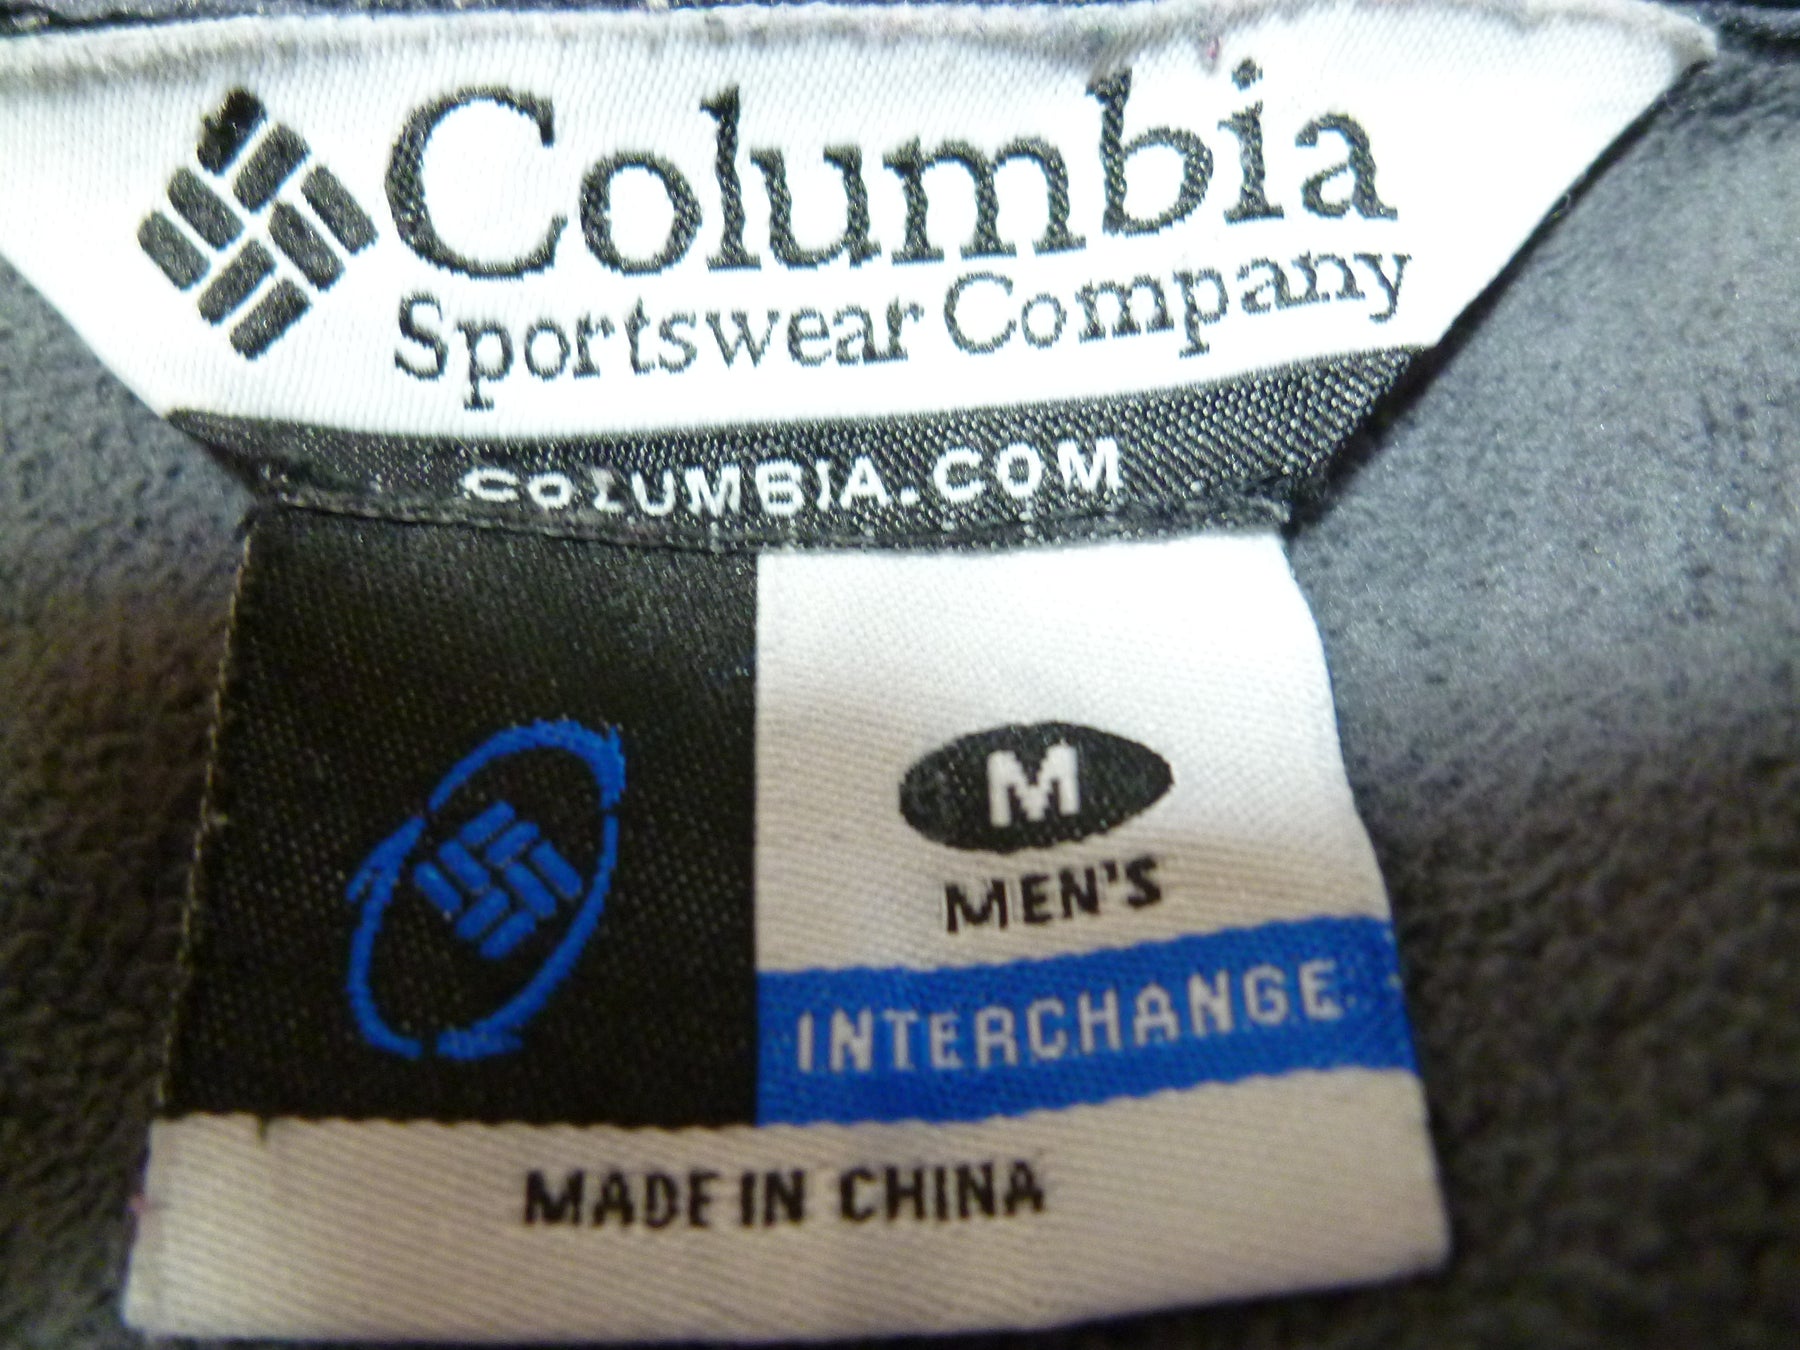 Columbia
Sportswear Company
COLUMBIA.COM
M
MEN'S
INTERCHANGE
MADE IN CHINA